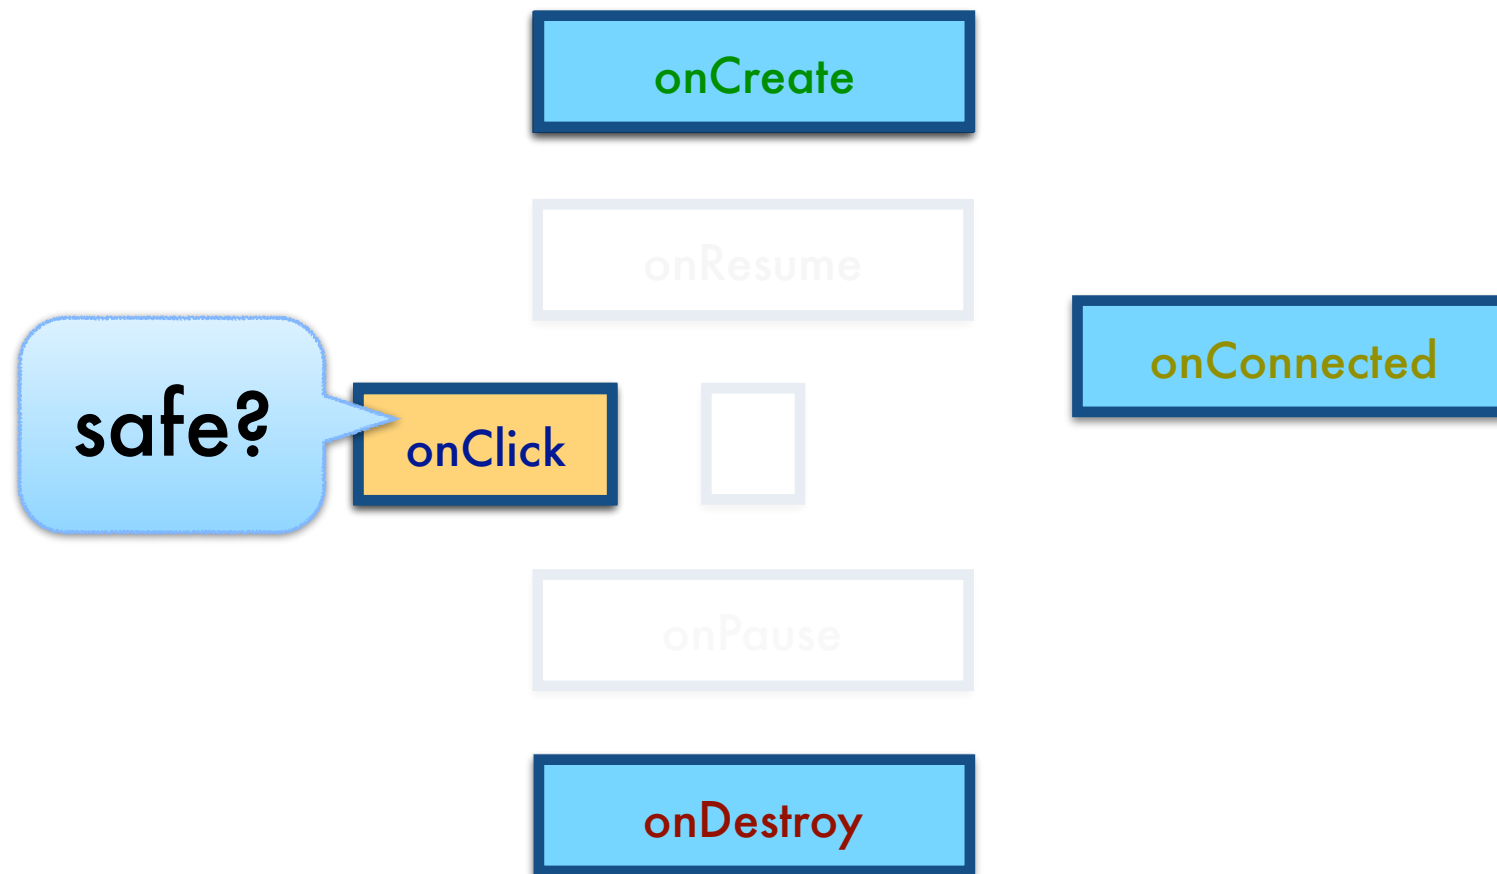 onCreate
onResume
onConnected
safe?
onClick
onPause
onDestroy